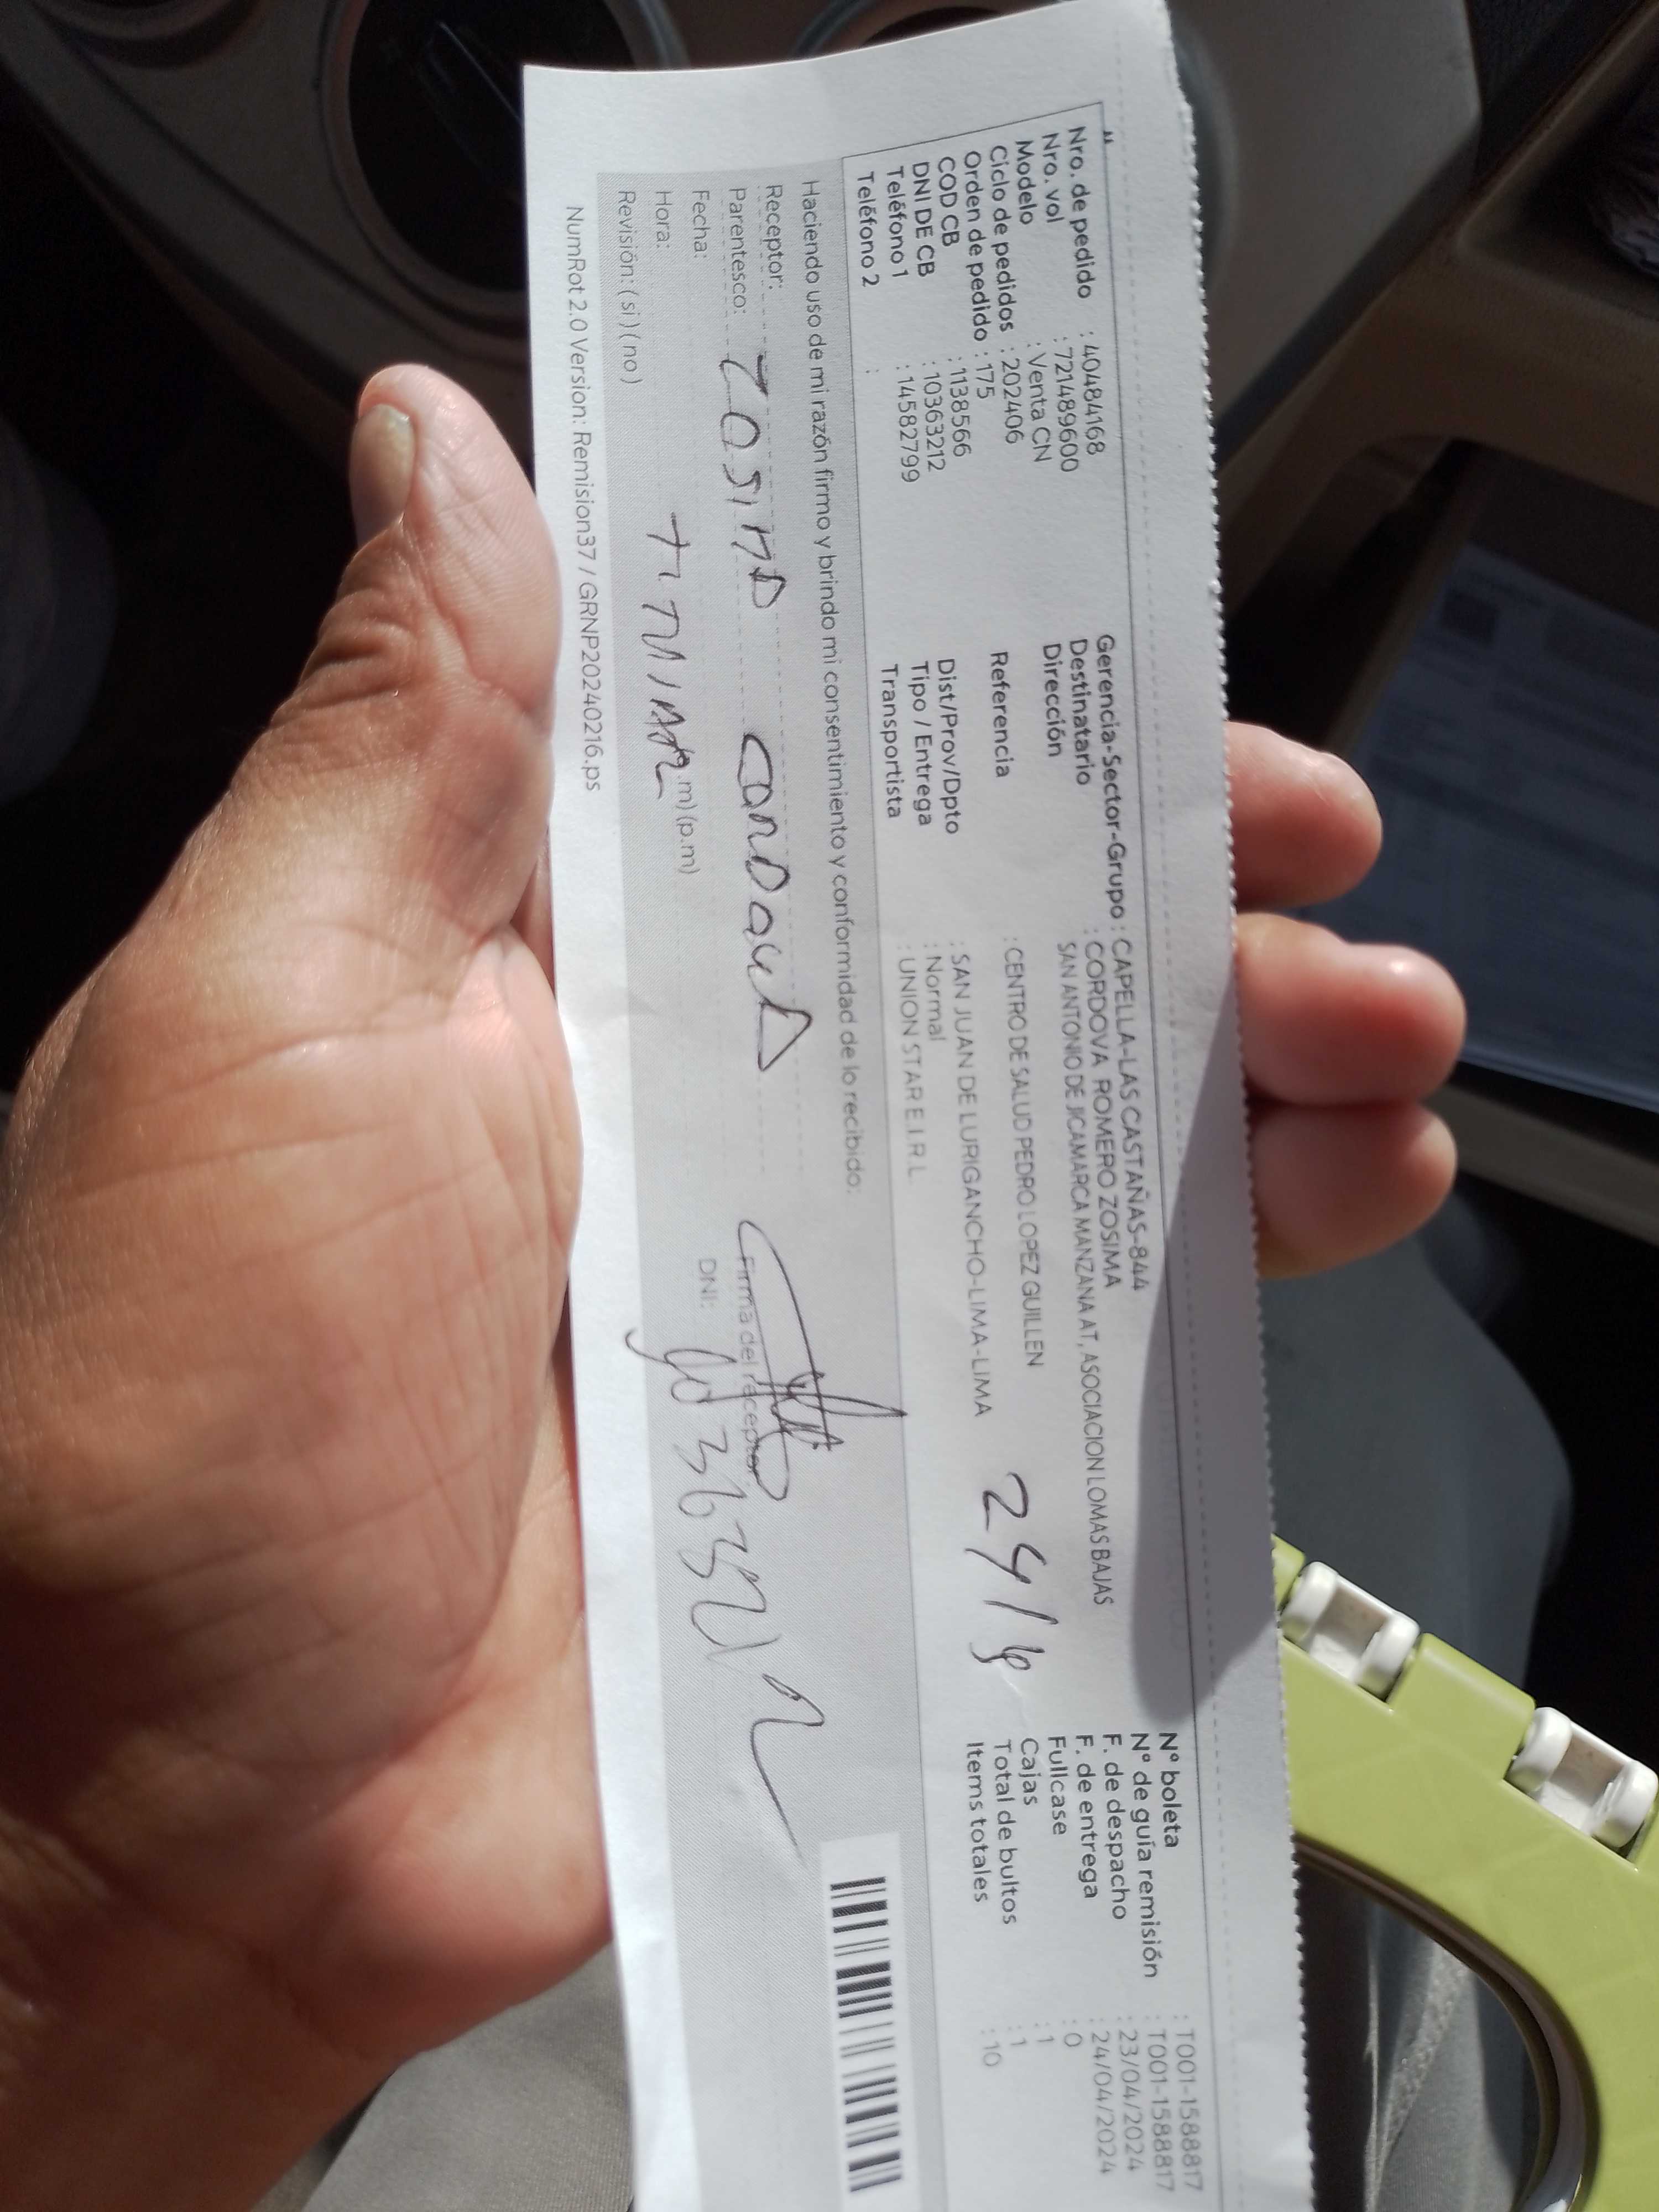 Nro. de pedido : 40484168
Nro. vol : 721489600
Modelo : Venta CN
Ciclo de pedidos : 202406
Orden de pedido : 175
COD CB : 1138566
DNI DE CB : 10363212
Teléfono 1 : 14582799
Teléfono 2 :
Gerencia-Sector-Grupo : CAPELLA-LAS CASTAÑAS-844
Destinatario : CORDOVA ROMERO ZOSIMA
Dirección SAN ANTONIO DE JICAMARCA MANZANA AT, ASOCIACION LOMAS BAJAS
Referencia : CENTRO DE SALUD PEDRO LOPEZ GUILLEN
Dist/Prov/Dpto : SAN JUAN DE LURIGANCHO-LIMA-LIMA
Tipo / Entrega : Normal
Transportista : UNION STAR E.I.R.L
24/
N° boleta : T001-1588817
N° de guía remisión : T001-1588817
F. de despacho : 23/04/2024
F. de entrega : 24/04/2024
Fullcase : 0
Cajas : 1
Total de bultos : 1
Items totales : 10
Haciendo uso de mi razón firmo y brindo mi consentimiento y conformidad de lo recibido:
Receptor:
Parentesco:
Fecha:
Hora: .m) (p.m)
Revisión: ( si ) ( no )
Firma del receptor
DNI:
NumRot 2.0 Version: Remision37 / GRNP20240216.ps